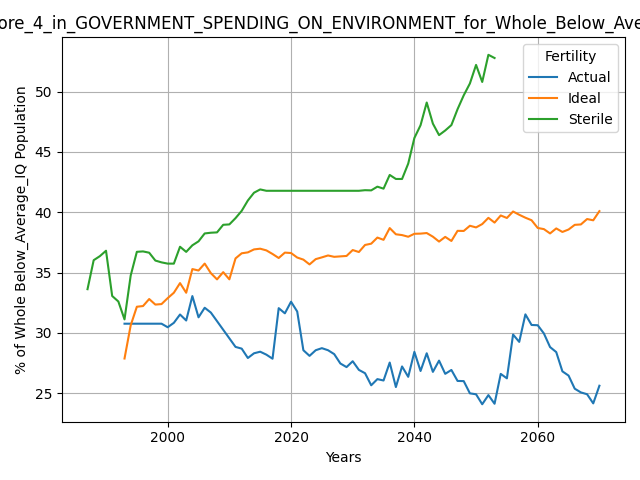 ore_4_in_GOVERNMENT_SPENDING_ON_ENVIRONMENT_for_Whole_Below_Ave
Fertility
Actual
Ideal
Sterile
% of Whole Below_Average_IQ Population
50
45
40
35
30
25
2000
2020
2040
2060
Years